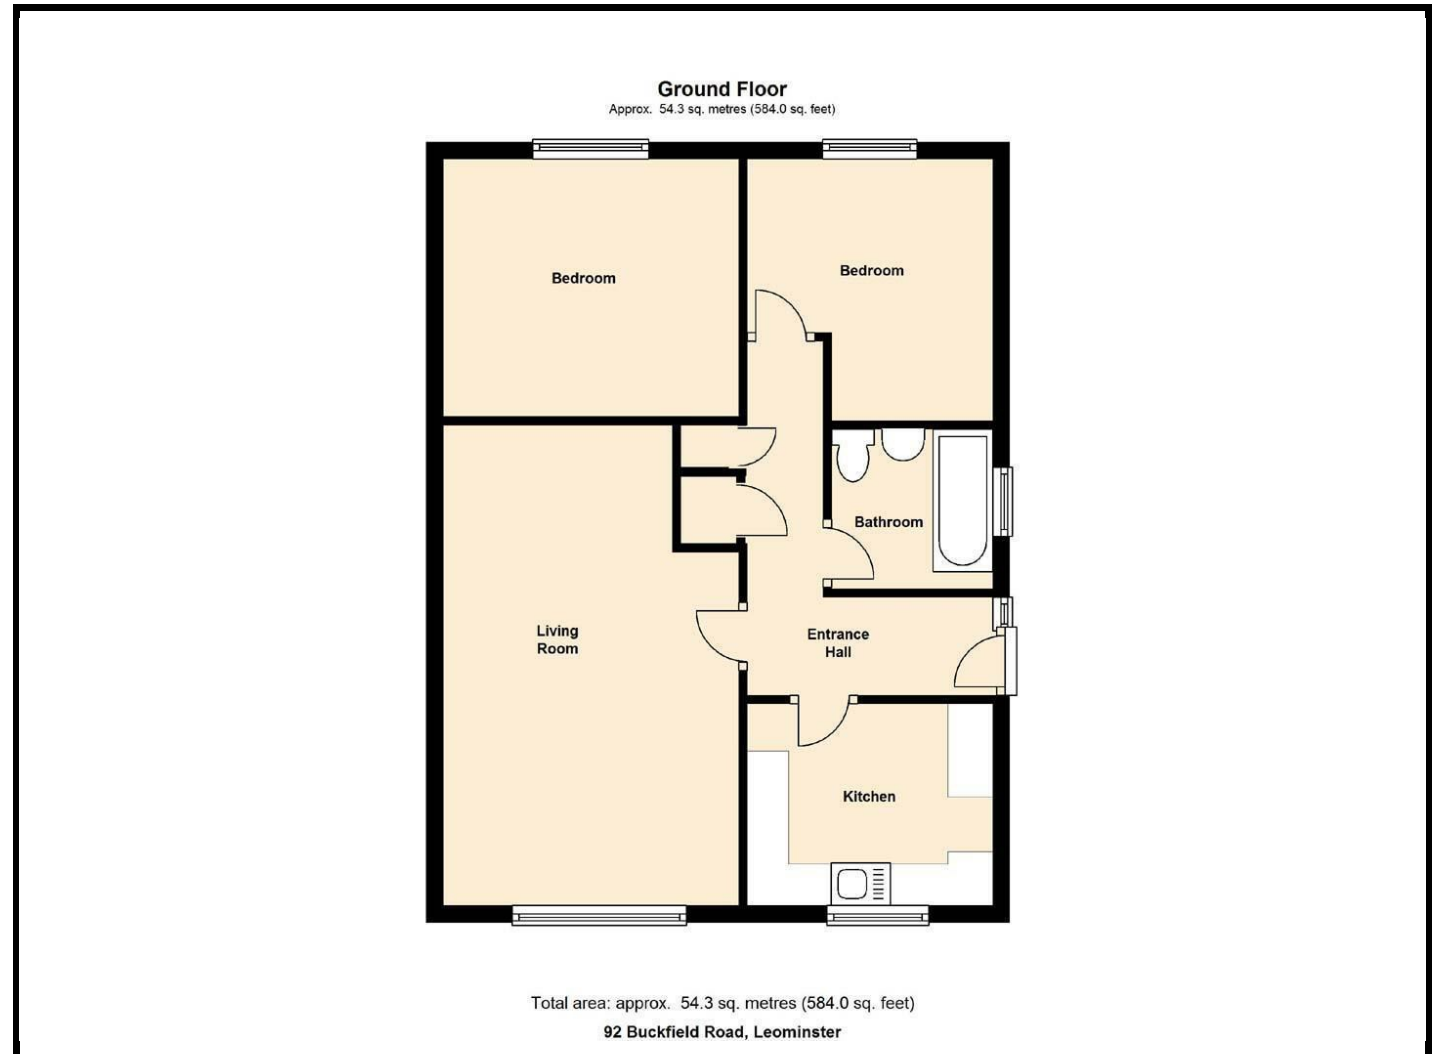 Ground Floor
Approx. 54.3 sq. metres (584.0 sq. feet)
Bedroom
Bedroom
Bathroom
Living
Room
Entrance
Hall
Kitchen
Total area: approx. 54.3 sq. metres (584.0 sq. feet)
92 Buckfield Road, Leominster